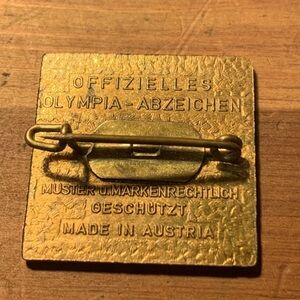 OFFIZIELLES
OLYMPIA-ABZEICHEN
MUSTER U. MARKENRECHTLICH
GESCHÜTZT
MADE IN AUSTRIA